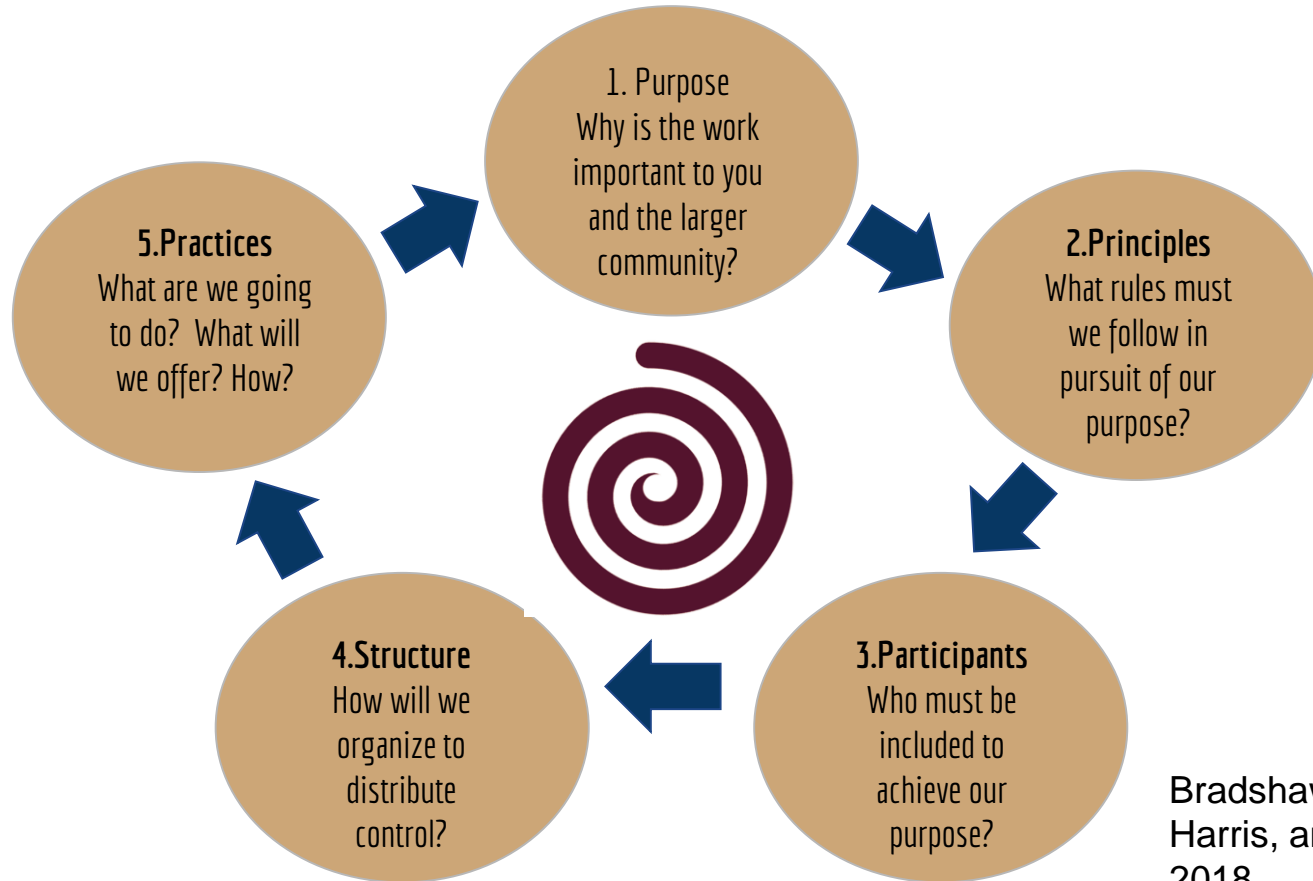 1. Purpose
Why is the work
important to you
and the larger
community?
2.Principles
What rules must
we follow in
pursuit of our
purpose?
3.Participants
Who must be
included to
achieve our
purpose?
4.Structure
How will we
organize to
distribute
control?
5.Practices
What are we going
to do? What will
we offer? How?
Harris,
2018